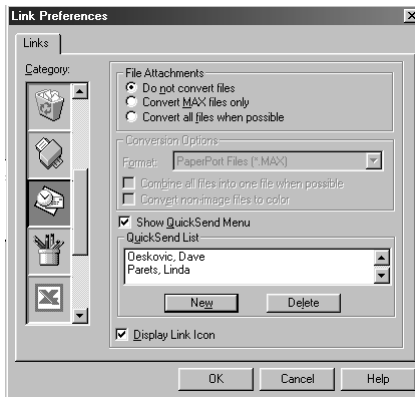 Link Preferences
Links
Category:
File Attachments
Do not convert files
Convert MAX files only
Convert all files when possible
Conversion Options
Format: PaperPort Files (*.MAX)
Combine all files into one file when possible
Convert non-image files to color
Show QuickSend Menu
QuickSend List
Oeskovic, Dave
Parets, Linda
New Delete
Display Link Icon
OK Cancel Help